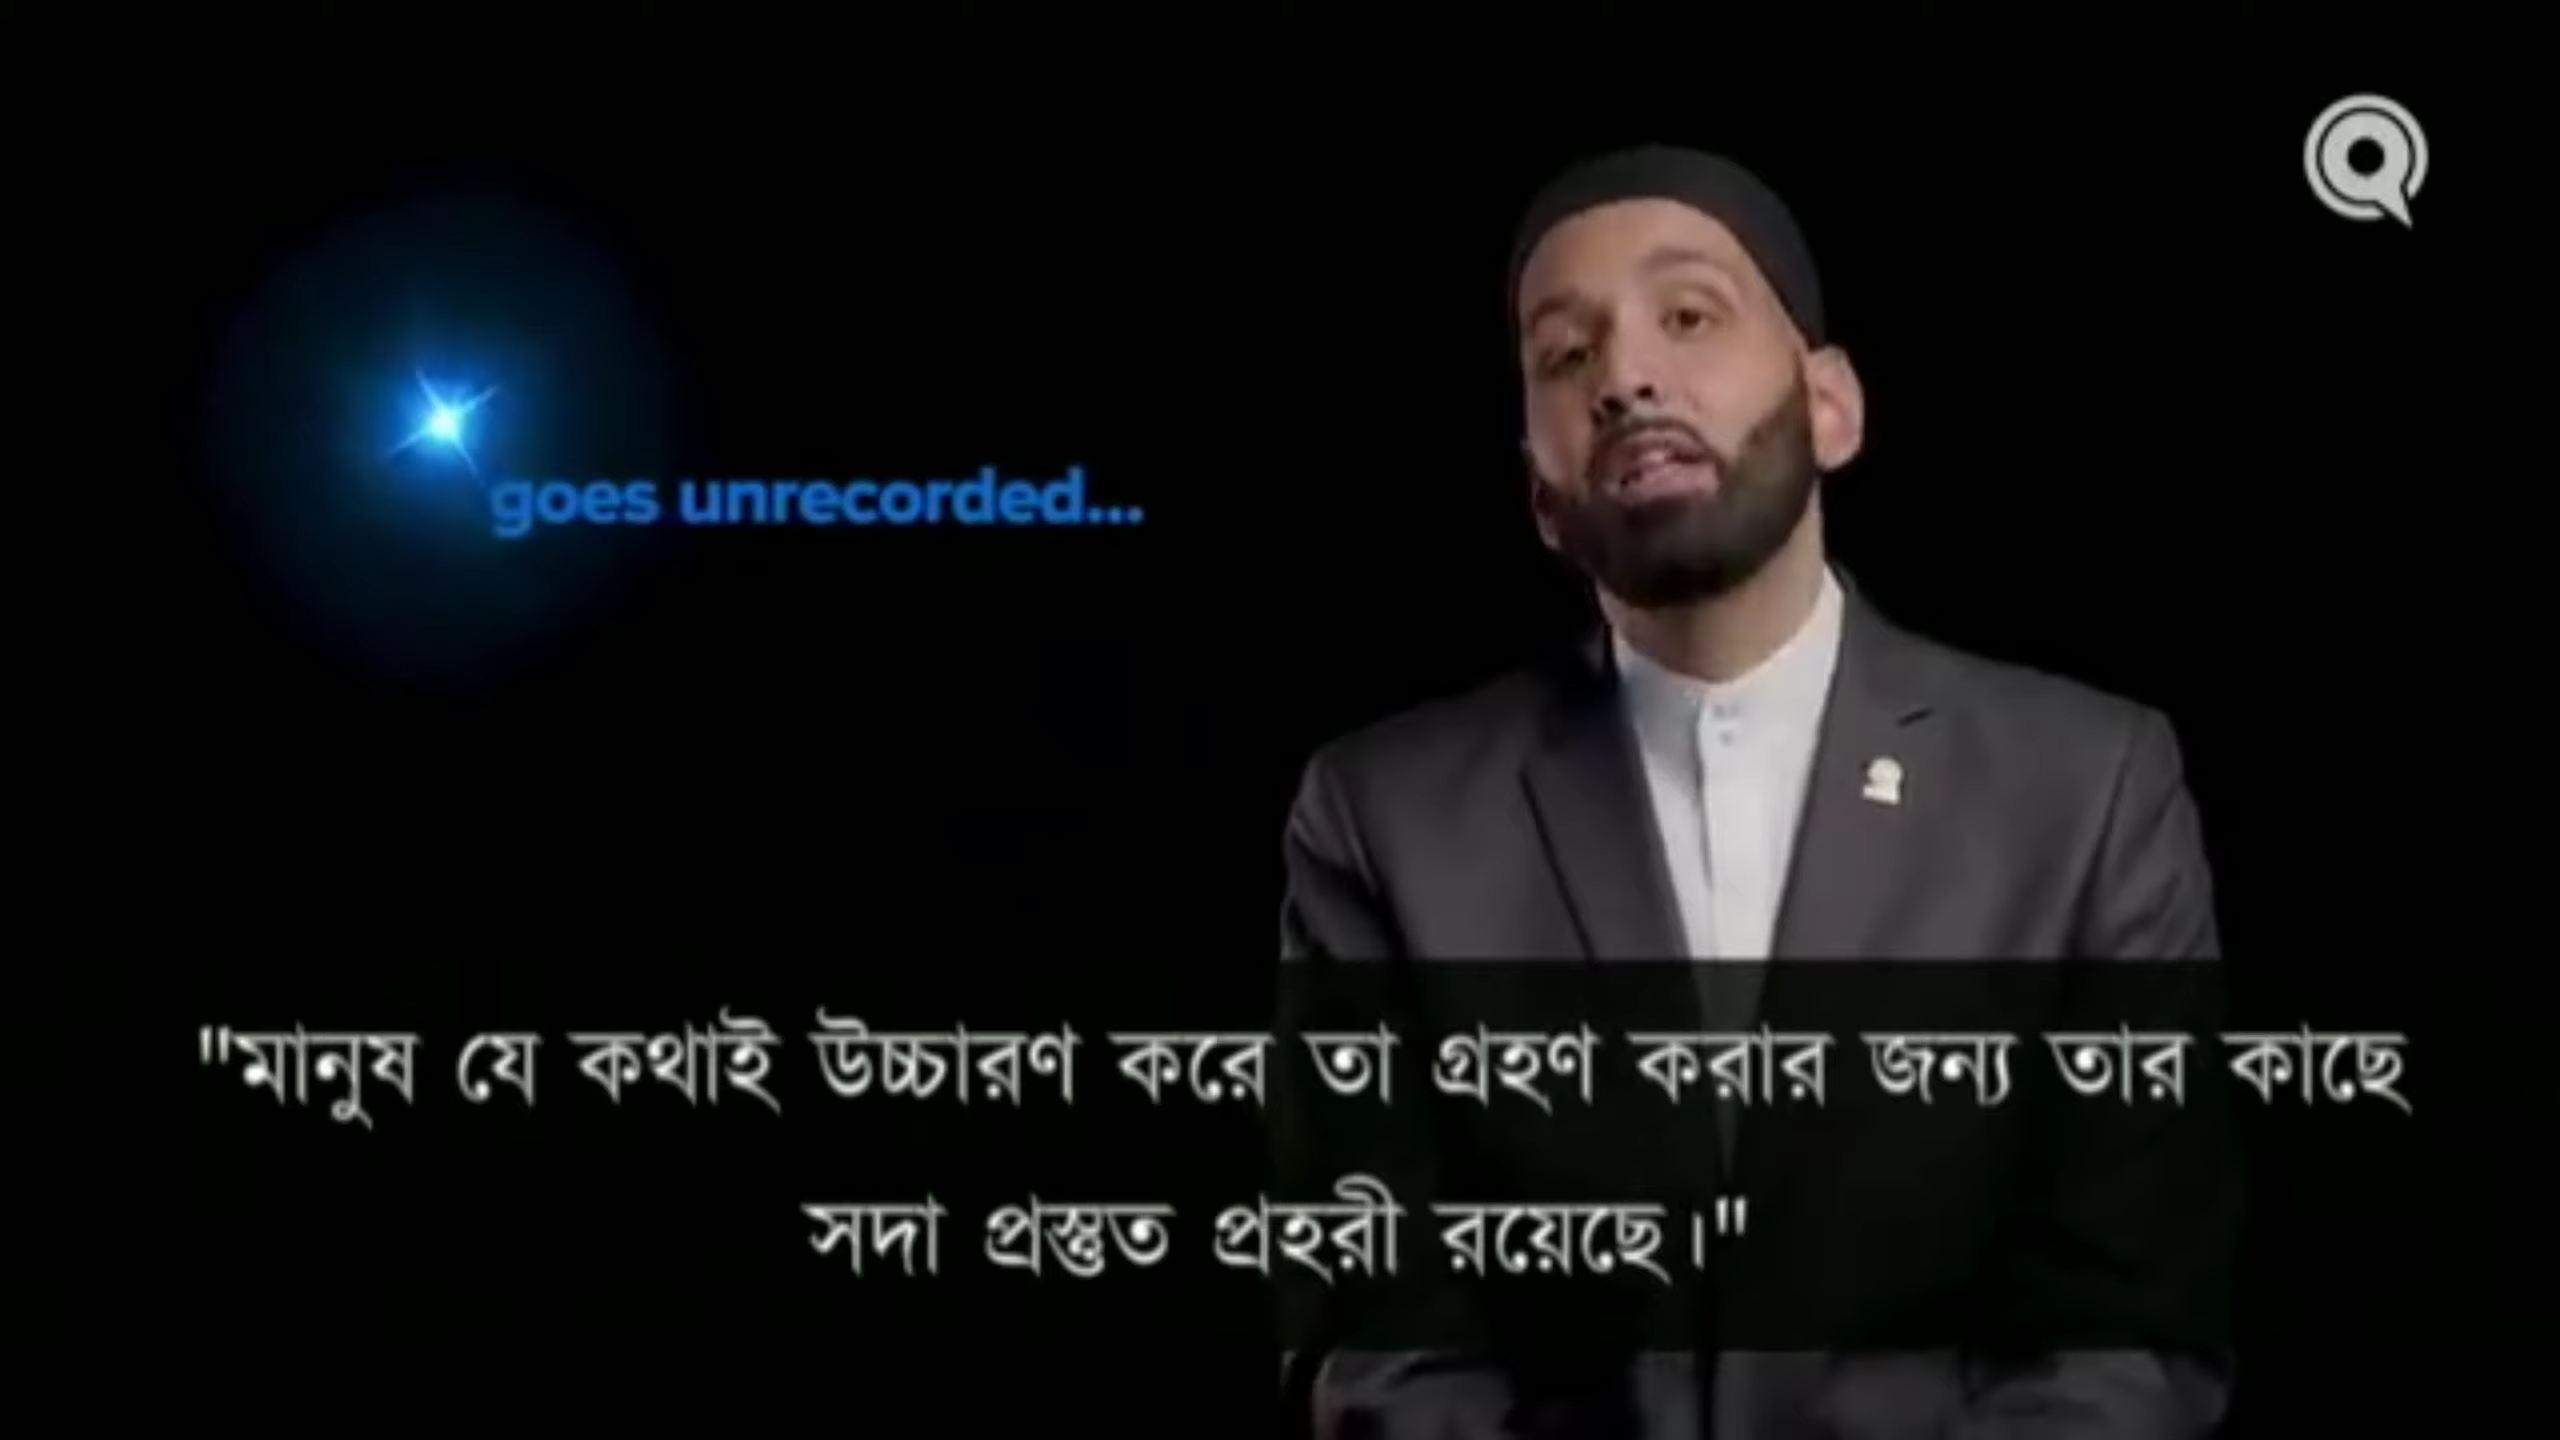 goes unrecorded...
"মানুষ যে কথাই উচ্চারণ করে তা গ্রহণ করার জন্য তার কাছে
সদা প্রস্তুত প্রহরী রয়েছে।"